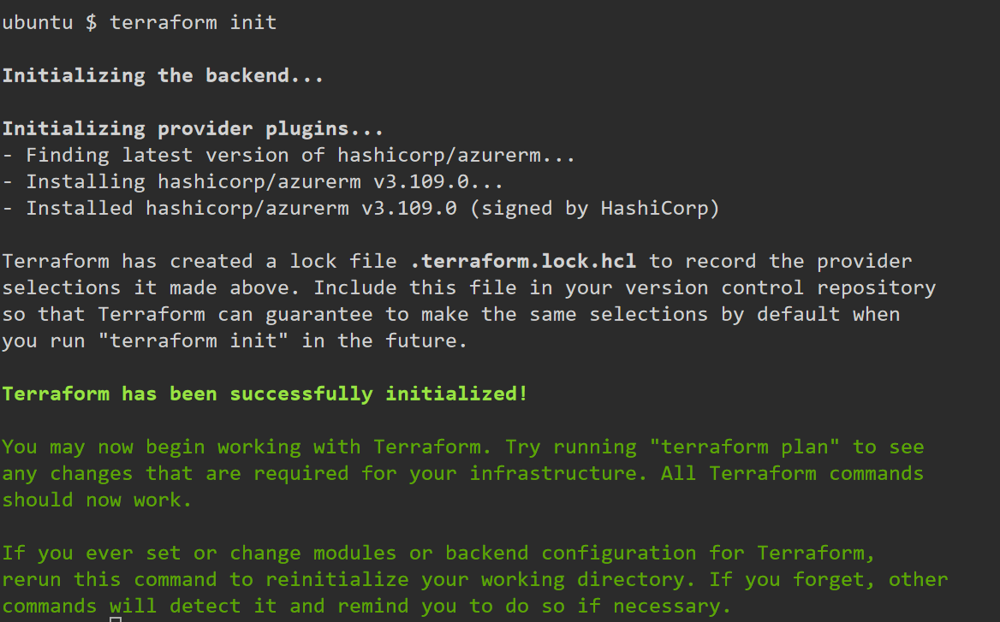 ubuntu $ terraform init
Initializing the backend...
Initializing provider plugins...
- Finding latest version of hashicorp/azurerm...
- Installing hashicorp/azurerm v3.109.0...
- Installed hashicorp/azurerm v3.109.0 (signed by HashiCorp)
Terraform has created a lock file .terraform.lock.hcl to record the provider
selections it made above. Include this file in your version control repository
so that Terraform can guarantee to make the same selections by default when
you run "terraform init" in the future.
Terraform has been successfully initialized!
You may now begin working with Terraform. Try running "terraform plan" to see
any changes that are required for your infrastructure. All Terraform commands
should now work.
If you ever set or change modules or backend configuration for Terraform,
rerun this command to reinitialize your working directory. If you forget, other
commands will detect it and remind you to do so if necessary.